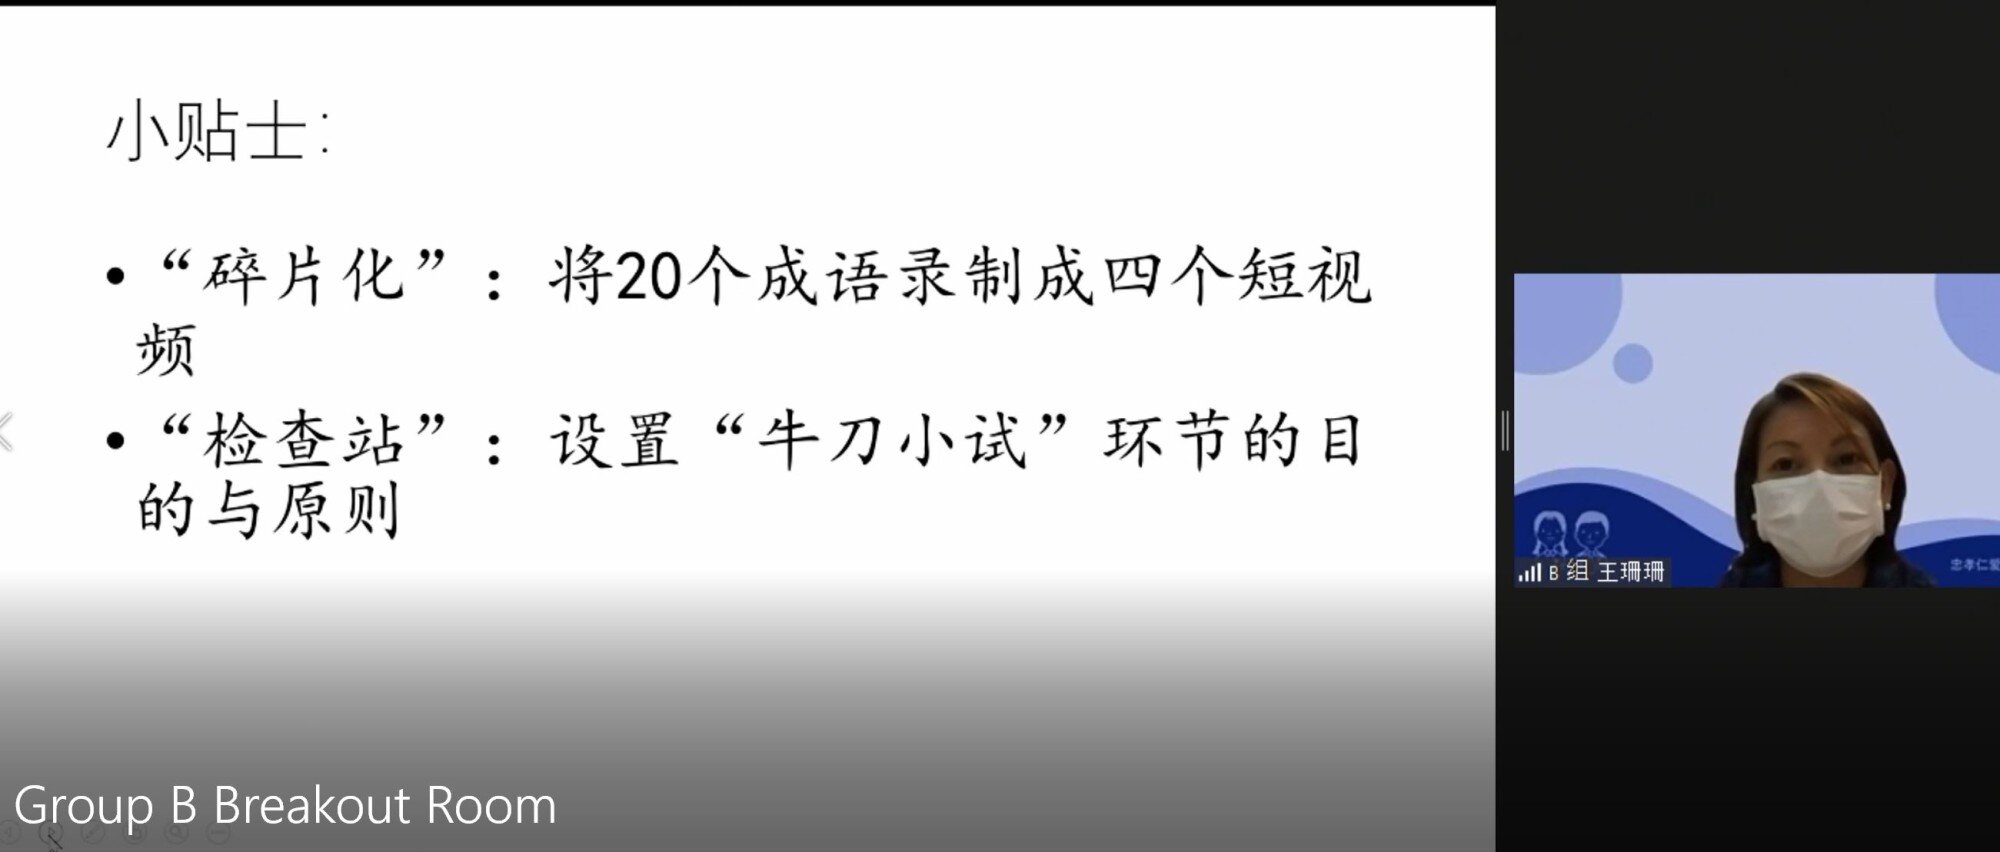 小贴士:
• “碎片化”：将20个成语录制成四个短视
频
• “检查站”：设置“牛刀小试”环节的目
的与原则
Group B Breakout Room
B 组 王珊珊
忠孝仁爱